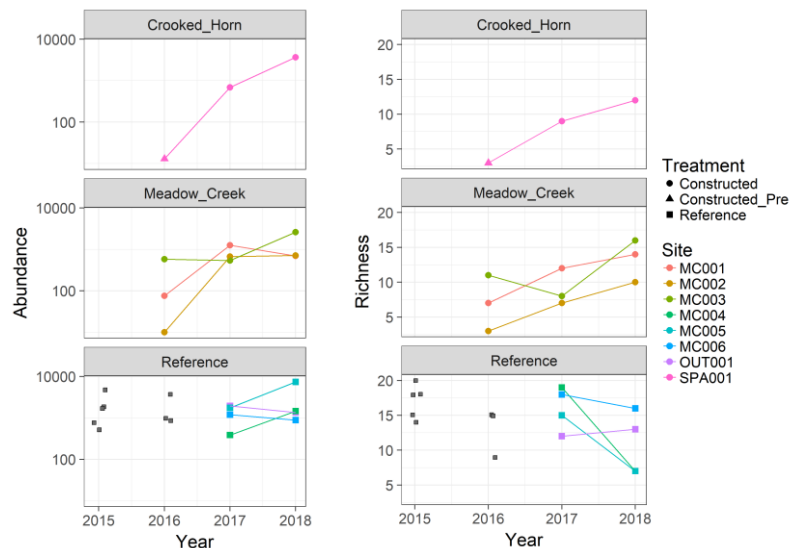 Crooked_Horn
10000
100
Meadow_Creek
10000
100
Reference
10000
100
2015 2016 2017 2018
Year
Abundance
Crooked_Horn
20
15
10
5
Meadow_Creek
20
15
10
5
Reference
20
15
10
5
2015 2016 2017 2018
Year
Richness
Treatment
Constructed
Constructed_Pre
Reference
Site
MC001
MC002
MC003
MC004
MC005
MC006
OUT001
SPA001